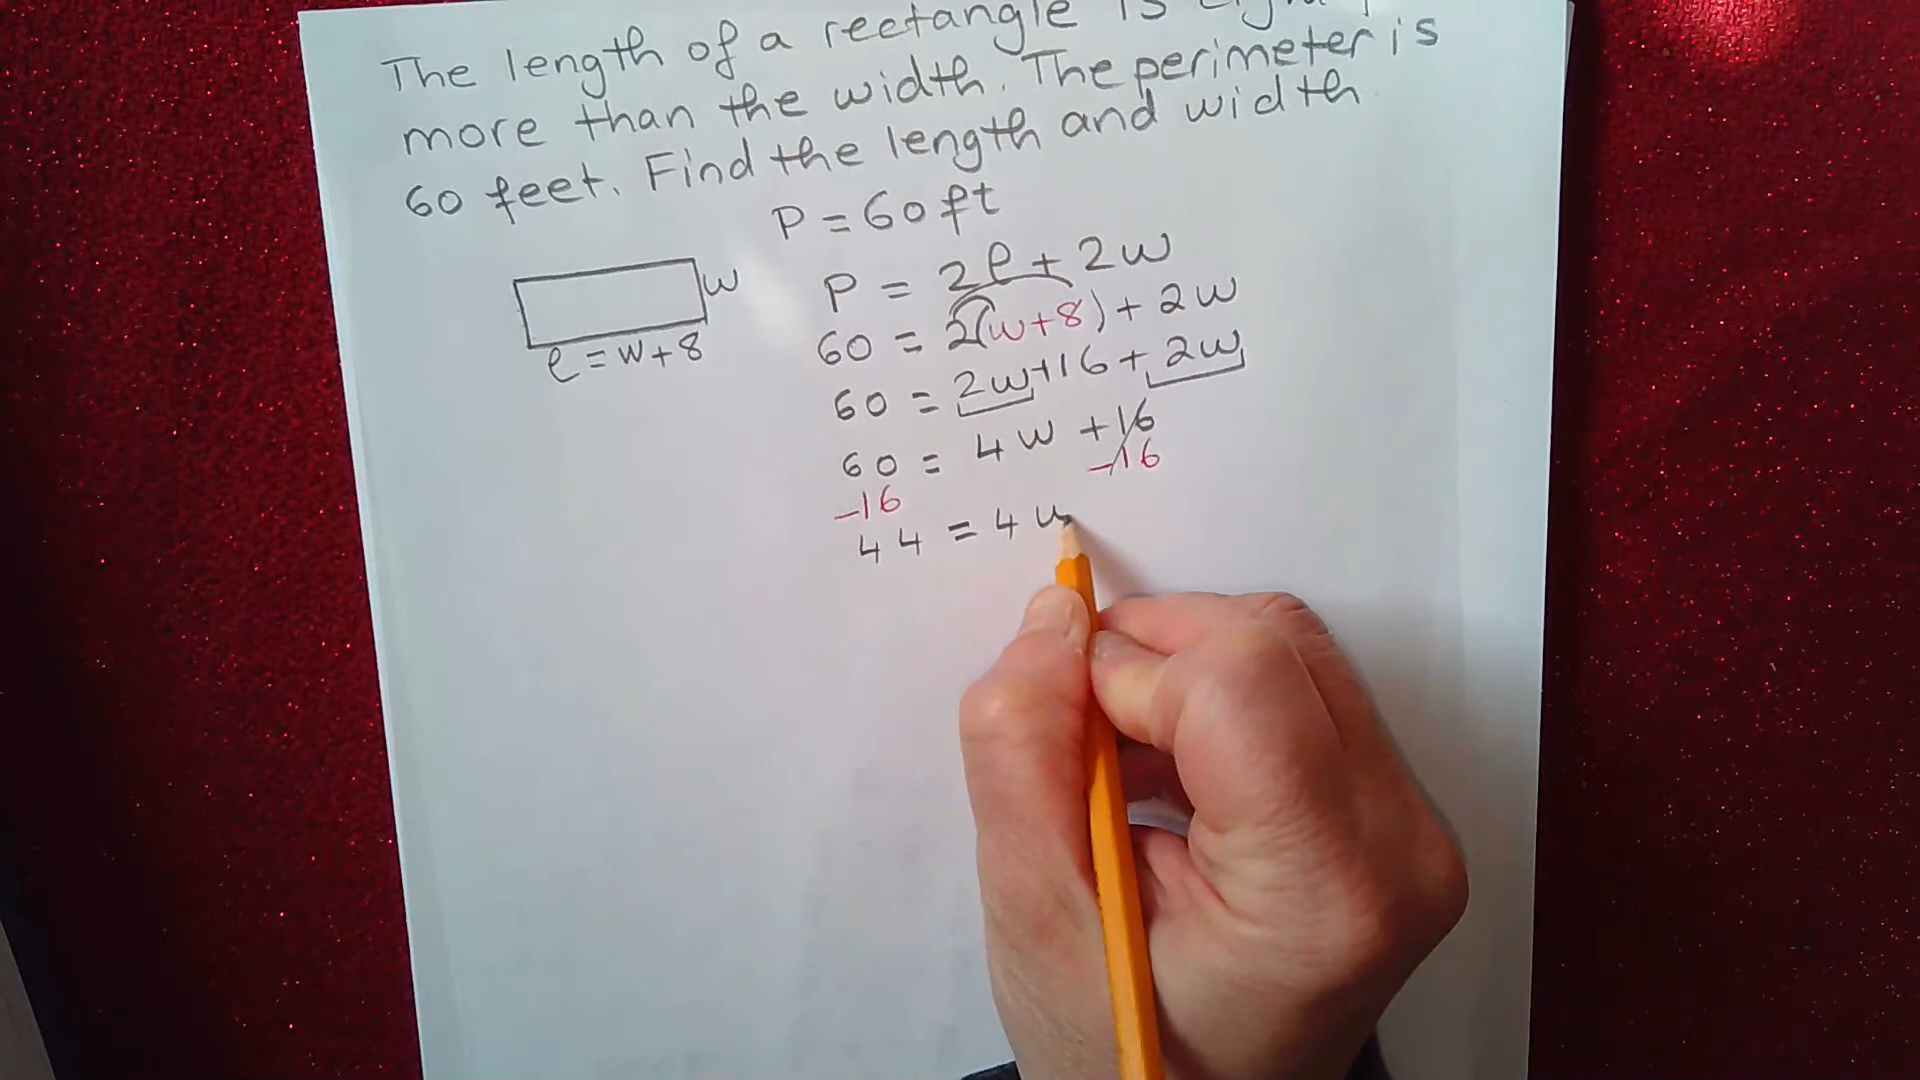 The length of a rectangle is
more than the width. The perimeter is
60 feet. Find the length and width
P = 60 ft
w
l = w+8
P = 2l + 2w
60 = 2(w+8) + 2w
60 = 2w+16+2w
60 = 4w +16
-16 -16
44 = 4w